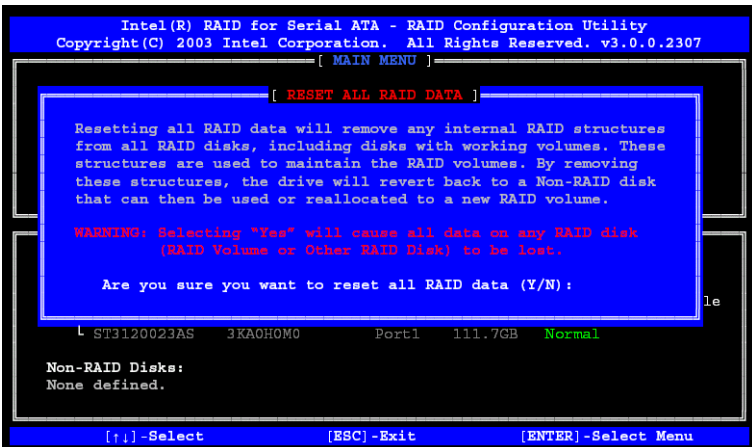 Intel(R) RAID for Serial ATA - RAID Configuration Utility
Copyright(C) 2003 Intel Corporation. All Rights Reserved. v3.0.0.2307
[ MAIN MENU ]
[ RESET ALL RAID DATA ]
Resetting all RAID data will remove any internal RAID structures
from all RAID disks, including disks with working volumes. These
structures are used to maintain the RAID volumes. By removing
these structures, the drive will revert back to a Non-RAID disk
that can then be used or reallocated to a new RAID volume.
WARNING: Selecting "Yes" will cause all data on any RAID disk
(RAID Volume or Other RAID Disk) to be lost.
Are you sure you want to reset all RAID data (Y/N):
le
└ ST3120023AS 3KA0H0M0 Port1 111.7GB Normal
Non-RAID Disks:
None defined.
[↑↓]-Select [ESC]-Exit [ENTER]-Select Menu